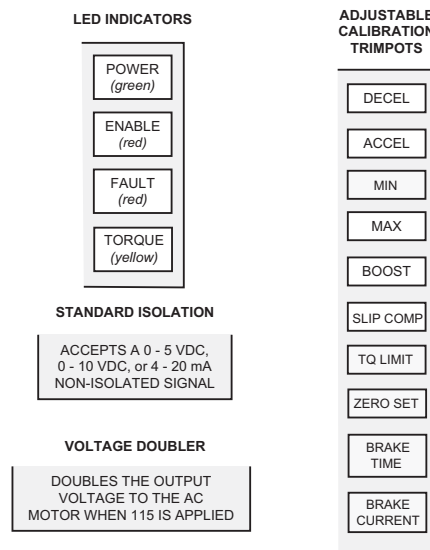 LED INDICATORS
POWER
(green)
ENABLE
(red)
FAULT
(red)
TORQUE
(yellow)
STANDARD ISOLATION
ACCEPTS A 0 - 5 VDC,
0 - 10 VDC, or 4 - 20 mA
NON-ISOLATED SIGNAL
VOLTAGE DOUBLER
DOUBLES THE OUTPUT
VOLTAGE TO THE AC
MOTOR WHEN 115 IS APPLIED
ADJUSTABLE
CALIBRATION
TRIMPOTS
DECEL
ACCEL
MIN
MAX
BOOST
SLIP COMP
TQ LIMIT
ZERO SET
BRAKE
TIME
BRAKE
CURRENT